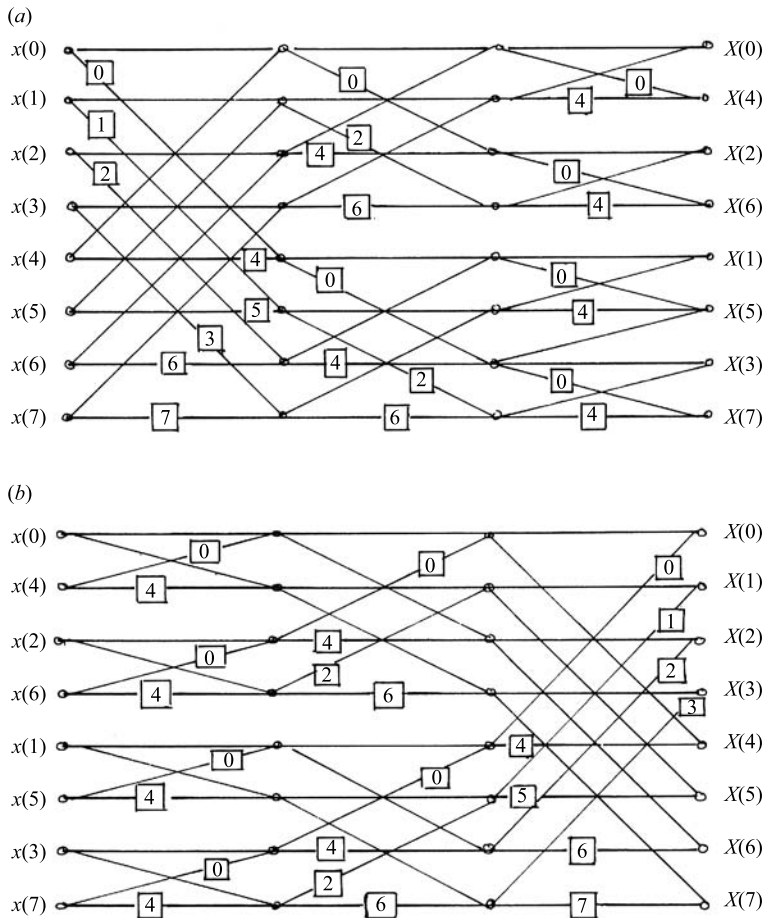 (a)
x(0) X(0)
0 0 0
x(1) X(4)
1 2 4
x(2) X(2)
2 4 0
x(3) X(6)
6 4
x(4) X(1)
4 0 0
x(5) X(5)
5 4
3
x(6) X(3)
6 4 2 0
x(7) X(7)
7 6 4
(b)
x(0) X(0)
0 0 0
x(4) X(1)
4 1
x(2) X(2)
0 4 2 2
x(6) X(3)
4 6 3
x(1) X(4)
0 0 4
x(5) X(5)
4 5
x(3) X(6)
0 4 6
x(7) X(7)
4 2 6 7